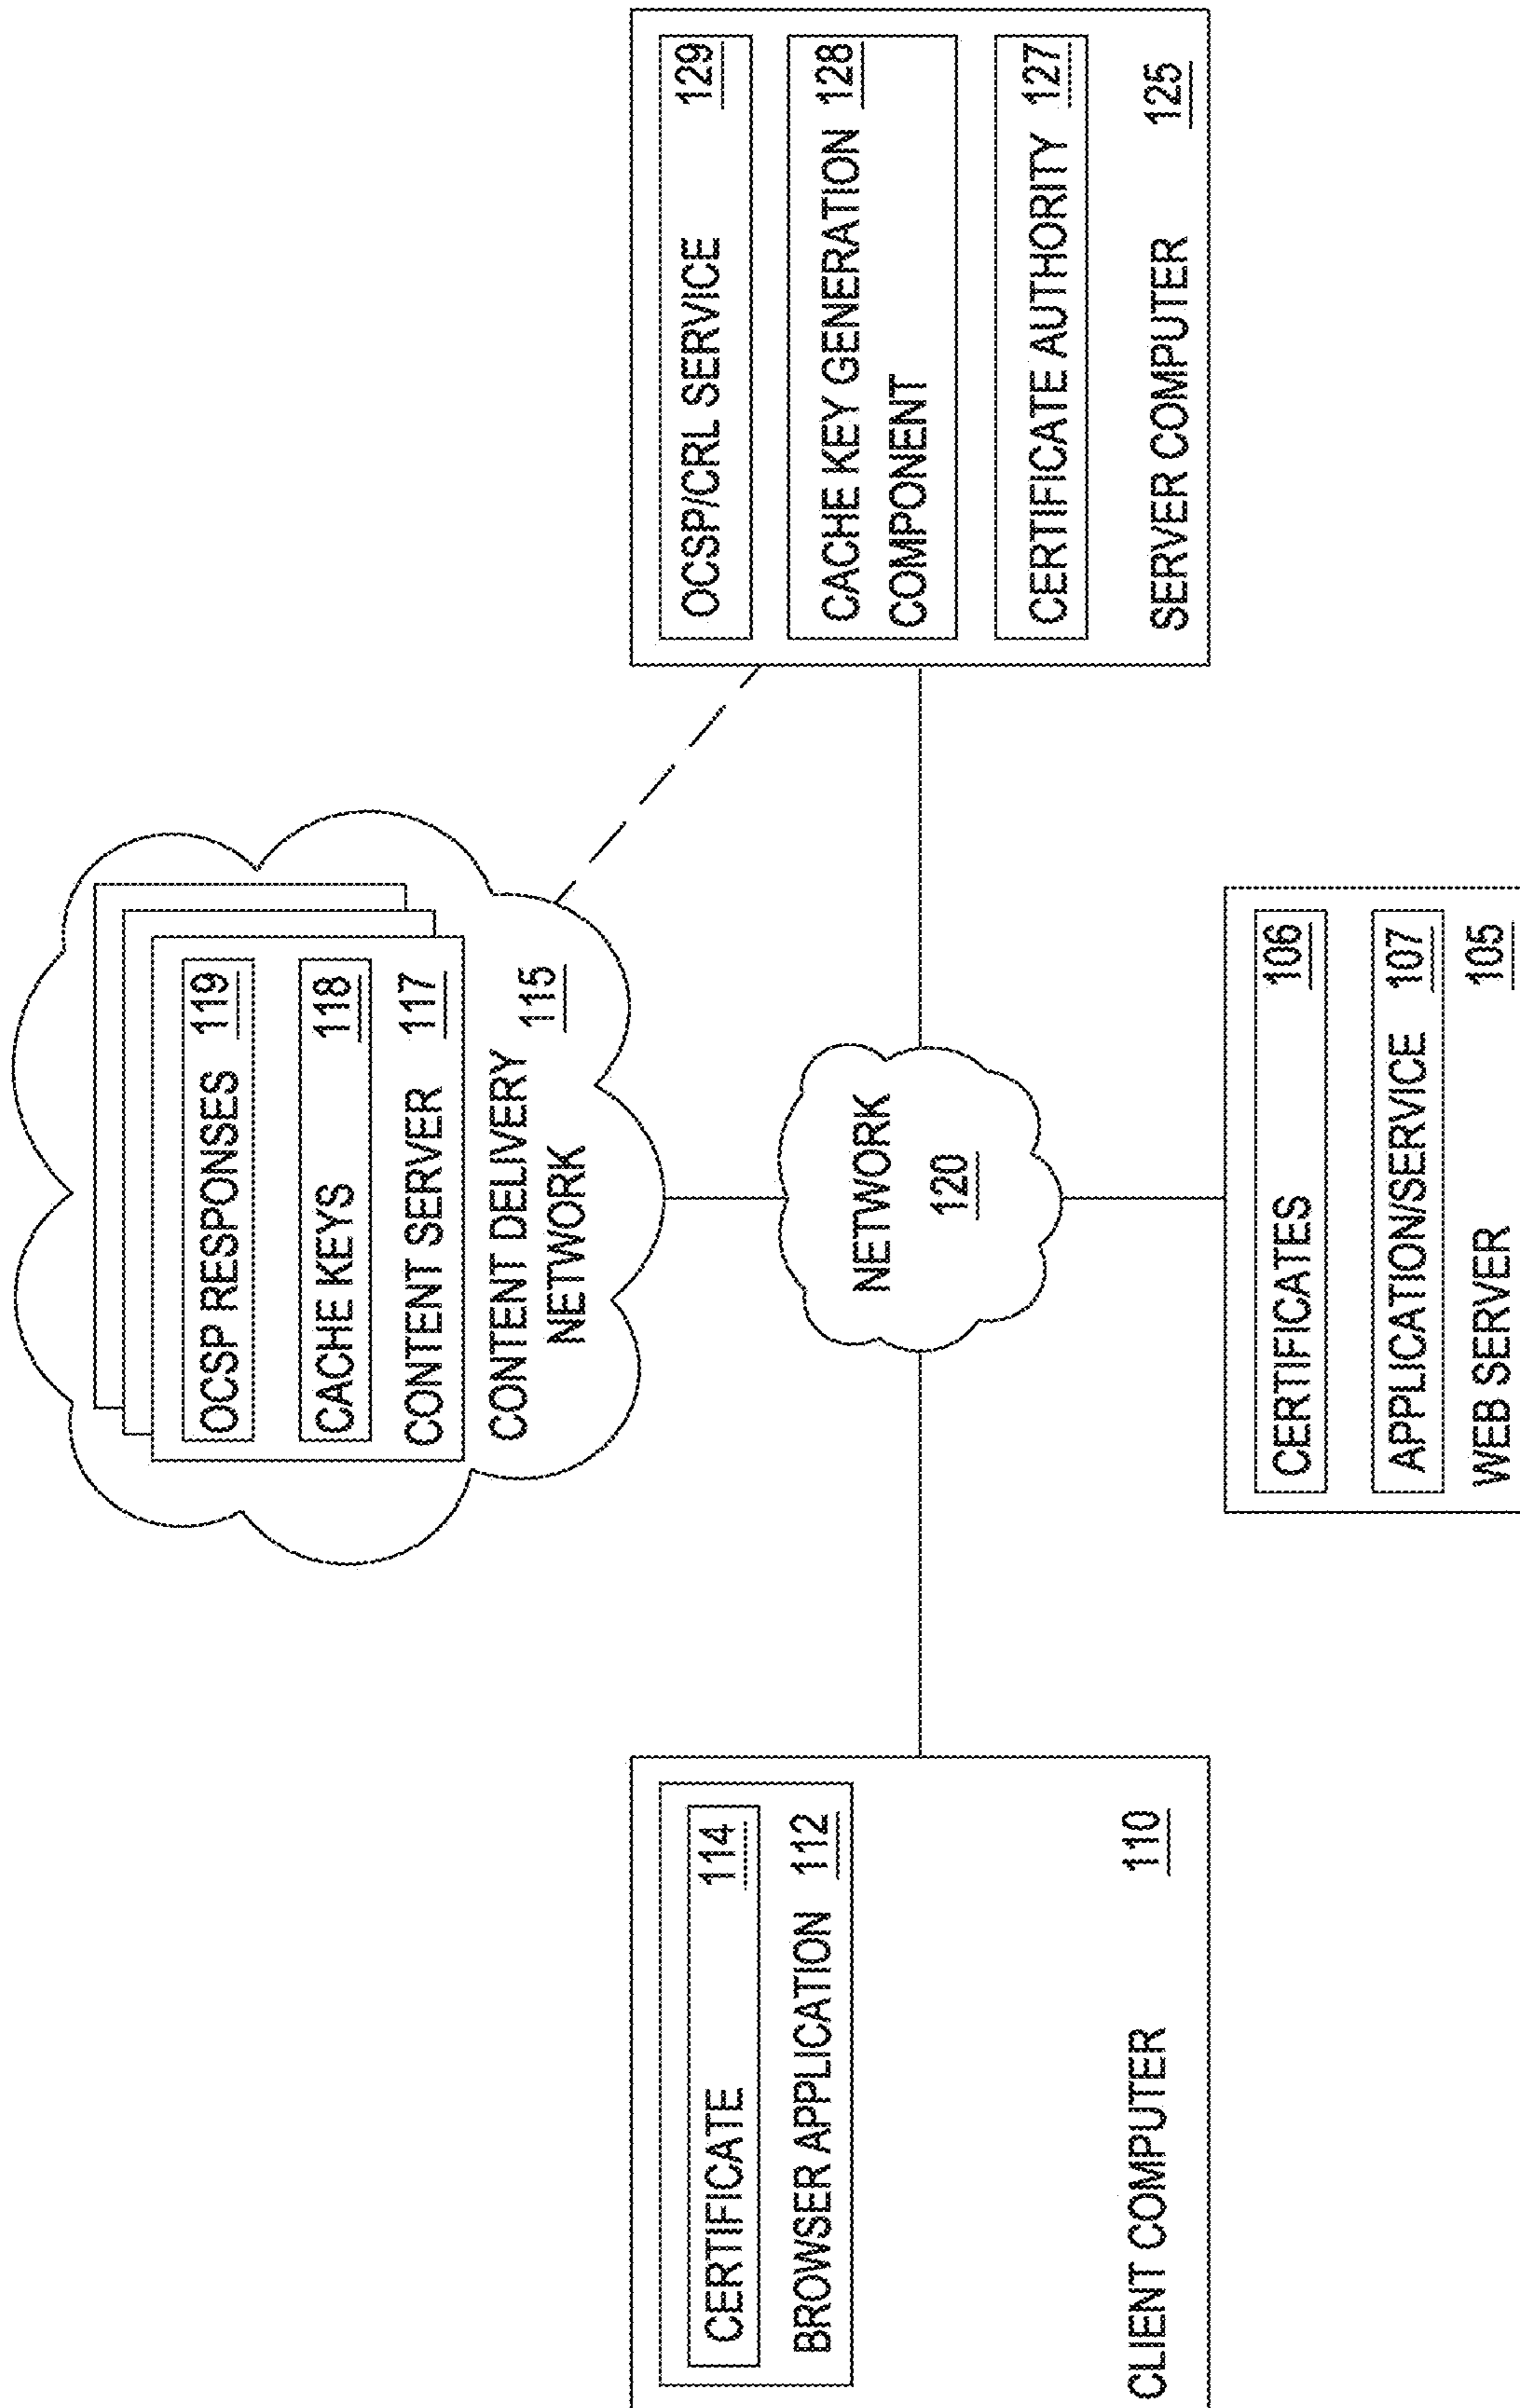 OCSP RESPONSES 119
CACHE KEYS 118
CONTENT SERVER 117
CONTENT DELIVERY 115
NETWORK
CERTIFICATE 114
BROWSER APPLICATION 112
CLIENT COMPUTER 110
NETWORK
120
OCSP/CRL SERVICE 129
CACHE KEY GENERATION 128
COMPONENT
CERTIFICATE AUTHORITY 127
SERVER COMPUTER 125
CERTIFICATES 106
APPLICATION/SERVICE 107
WEB SERVER 105